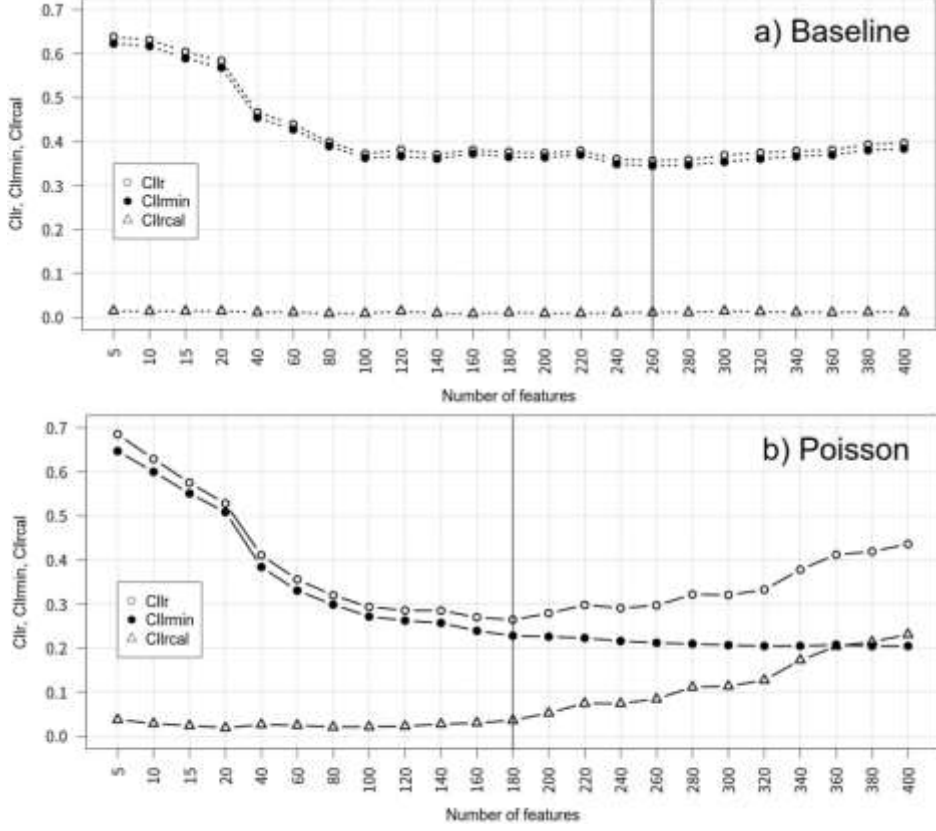 a) Baseline
0.7
0.6
0.5
0.4
0.3
0.2
0.1
0.0
Cllr, Cllrmin, Cllrcal
Cllr
Cllrmin
Cllrcal
5 10 15 20 40 60 80 100 120 140 160 180 200 220 240 260 280 300 320 340 360 380 400
Number of features
b) Poisson
0.7
0.6
0.5
0.4
0.3
0.2
0.1
0.0
Cllr, Cllrmin, Cllrcal
Cllr
Cllrmin
Cllrcal
5 10 15 20 40 60 80 100 120 140 160 180 200 220 240 260 280 300 320 340 360 380 400
Number of features